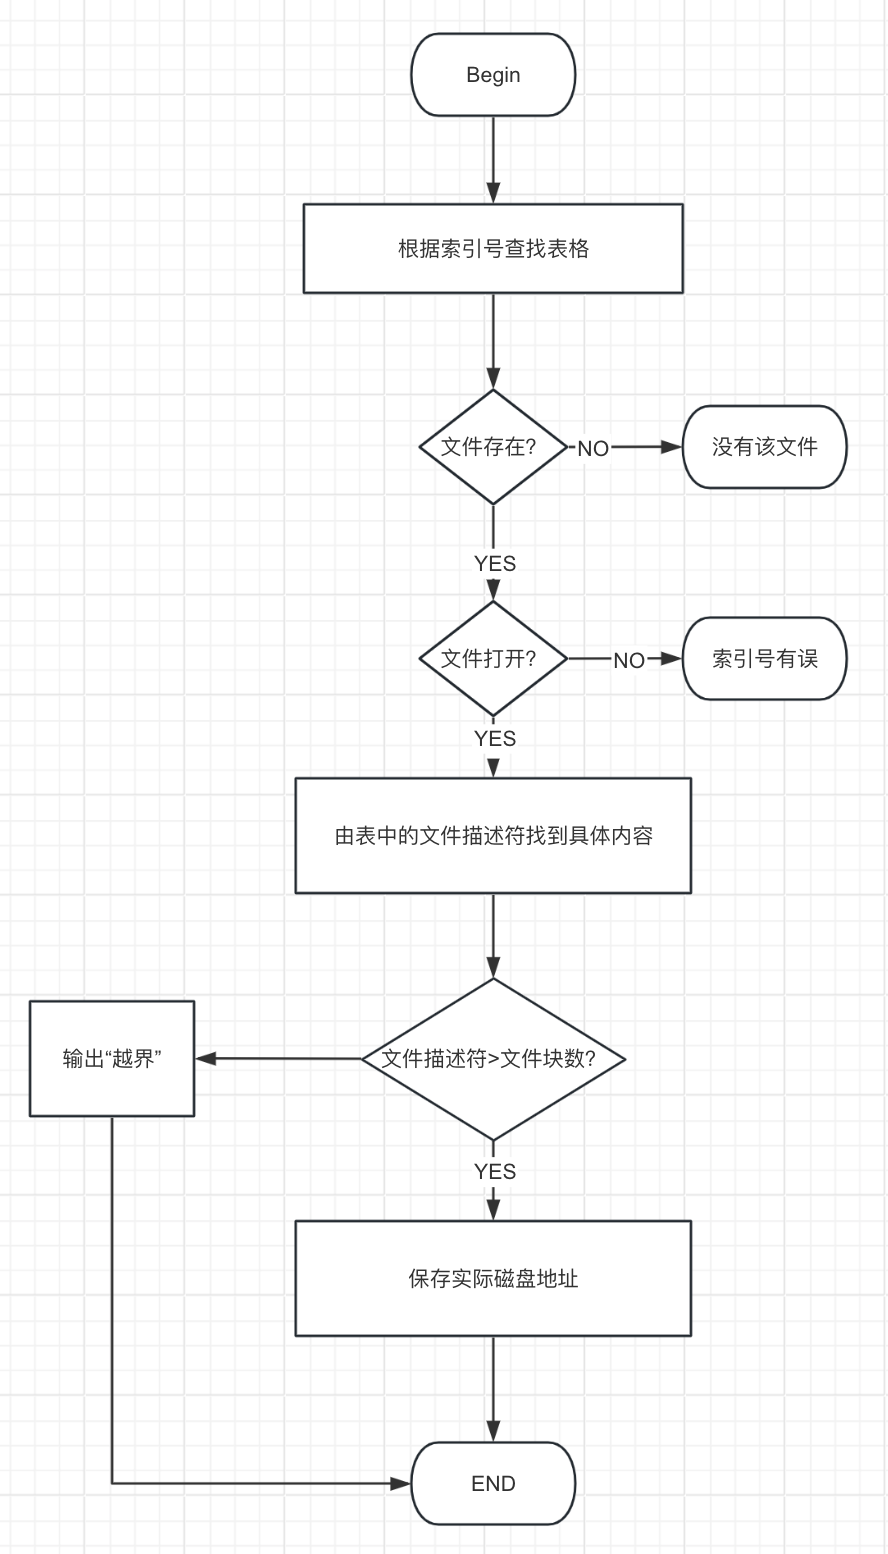 Begin
根据索引号查找表格
文件存在?
NO
没有该文件
YES
文件打开?
NO
索引号有误
YES
由表中的文件描述符找到具体内容
输出“越界”
文件描述符>文件块数?
YES
保存实际磁盘地址
END